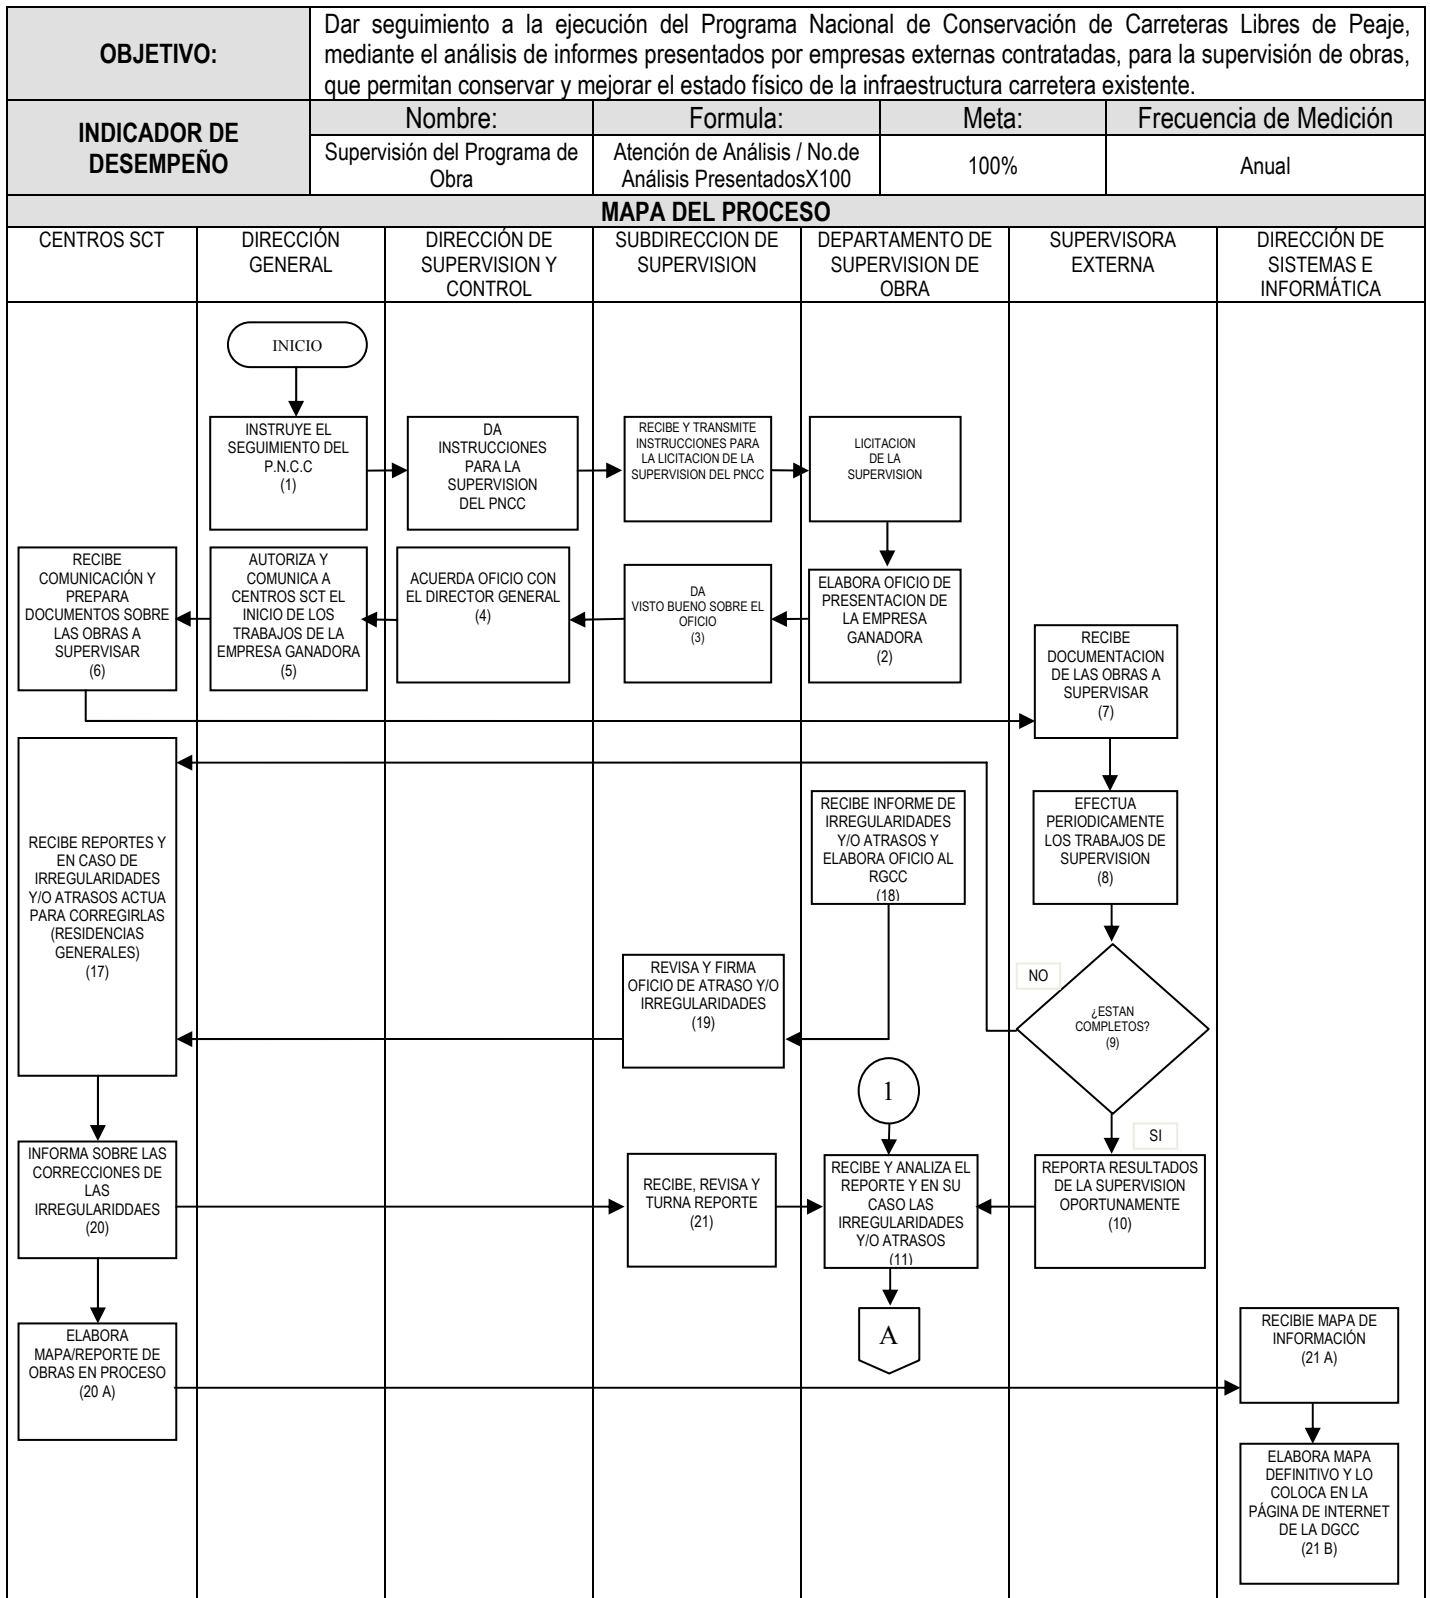 OBJETIVO:
Dar seguimiento a la ejecución del Programa Nacional de Conservación de Carreteras Libres de Peaje,
mediante el análisis de informes presentados por empresas externas contratadas, para la supervisión de obras,
que permitan conservar y mejorar el estado físico de la infraestructura carretera existente.
INDICADOR DE
DESEMPEÑO
Nombre:
Formula:
Meta:
Frecuencia de Medición
Supervisión del Programa de
Obra
Atención de Análisis / No.de
Análisis PresentadosX100
100%
Anual
MAPA DEL PROCESO
CENTROS SCT
DIRECCIÓN
GENERAL
DIRECCIÓN DE
SUPERVISION Y
CONTROL
SUBDIRECCION DE
SUPERVISION
DEPARTAMENTO DE
SUPERVISION DE
OBRA
SUPERVISORA
EXTERNA
DIRECCIÓN DE
SISTEMAS E
INFORMÁTICA
INICIO
INSTRUYE EL
SEGUIMIENTO DEL
P.N.C.C
(1)
DA
INSTRUCCIONES
PARA LA
SUPERVISION
DEL PNCC
RECIBE Y TRANSMITE
INSTRUCCIONES PARA
LA LICITACION DE LA
SUPERVISION DEL PNCC
LICITACION
DE LA
SUPERVISION
RECIBE
COMUNICACIÓN Y
PREPARA
DOCUMENTOS SOBRE
LAS OBRAS A
SUPERVISAR
(6)
AUTORIZA Y
COMUNICA A
CENTROS SCT EL
INICIO DE LOS
TRABAJOS DE LA
EMPRESA GANADORA
(5)
ACUERDA OFICIO CON
EL DIRECTOR GENERAL
(4)
DA
VISTO BUENO SOBRE EL
OFICIO
(3)
ELABORA OFICIO DE
PRESENTACION DE
LA EMPRESA
GANADORA
(2)
RECIBE
DOCUMENTACION
DE LAS OBRAS A
SUPERVISAR
(7)
RECIBE REPORTES Y
EN CASO DE
IRREGULARIDADES
Y/O ATRASOS ACTUA
PARA CORREGIRLAS
(RESIDENCIAS
GENERALES)
(17)
RECIBE INFORME DE
IRREGULARIDADES
Y/O ATRASOS Y
ELABORA OFICIO AL
RGCC
(18)
EFECTUA
PERIODICAMENTE
LOS TRABAJOS DE
SUPERVISION
(8)
REVISA Y FIRMA
OFICIO DE ATRASO Y/O
IRREGULARIDADES
(19)
NO
¿ESTAN
COMPLETOS?
(9)
1
SI
INFORMA SOBRE LAS
CORRECCIONES DE
LAS
IRREGULARIDDAES
(20)
RECIBE, REVISA Y
TURNA REPORTE
(21)
RECIBE Y ANALIZA EL
REPORTE Y EN SU
CASO LAS
IRREGULARIDADES
Y/O ATRASOS
(11)
REPORTA RESULTADOS
DE LA SUPERVISION
OPORTUNAMENTE
(10)
A
ELABORA
MAPA/REPORTE DE
OBRAS EN PROCESO
(20 A)
RECIBIE MAPA DE
INFORMACIÓN
(21 A)
ELABORA MAPA
DEFINITIVO Y LO
COLOCA EN LA
PÁGINA DE INTERNET
DE LA DGCC
(21 B)